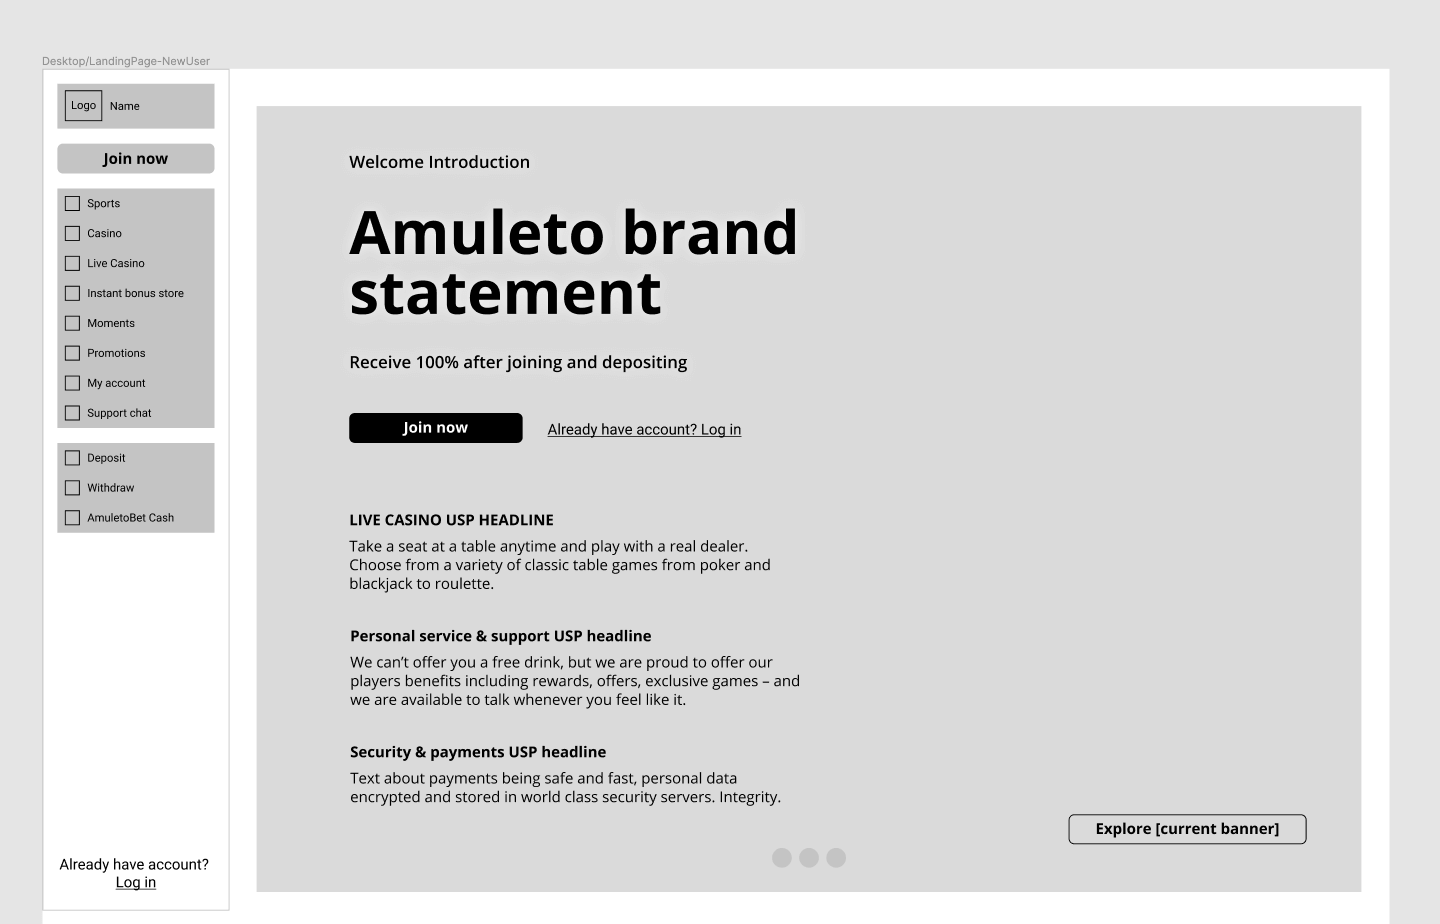 Desktop/LandingPage-NewUser
Logo
Name
Join now
Sports
Casino
Live Casino
Instant bonus store
Moments
Promotions
My account
Support chat
Deposit
Withdraw
AmuletoBet Cash
Already have account?
Log in
Welcome Introduction
Amuleto brand
statement
Receive 100% after joining and depositing
Join now
Already have account? Log in
LIVE CASINO USP HEADLINE
Take a seat at a table anytime and play with a real dealer.
Choose from a variety of classic table games from poker and
blackjack to roulette.
Personal service & support USP headline
We can’t offer you a free drink, but we are proud to offer our
players benefits including rewards, offers, exclusive games – and
we are available to talk whenever you feel like it.
Security & payments USP headline
Text about payments being safe and fast, personal data
encrypted and stored in world class security servers. Integrity.
Explore [current banner]